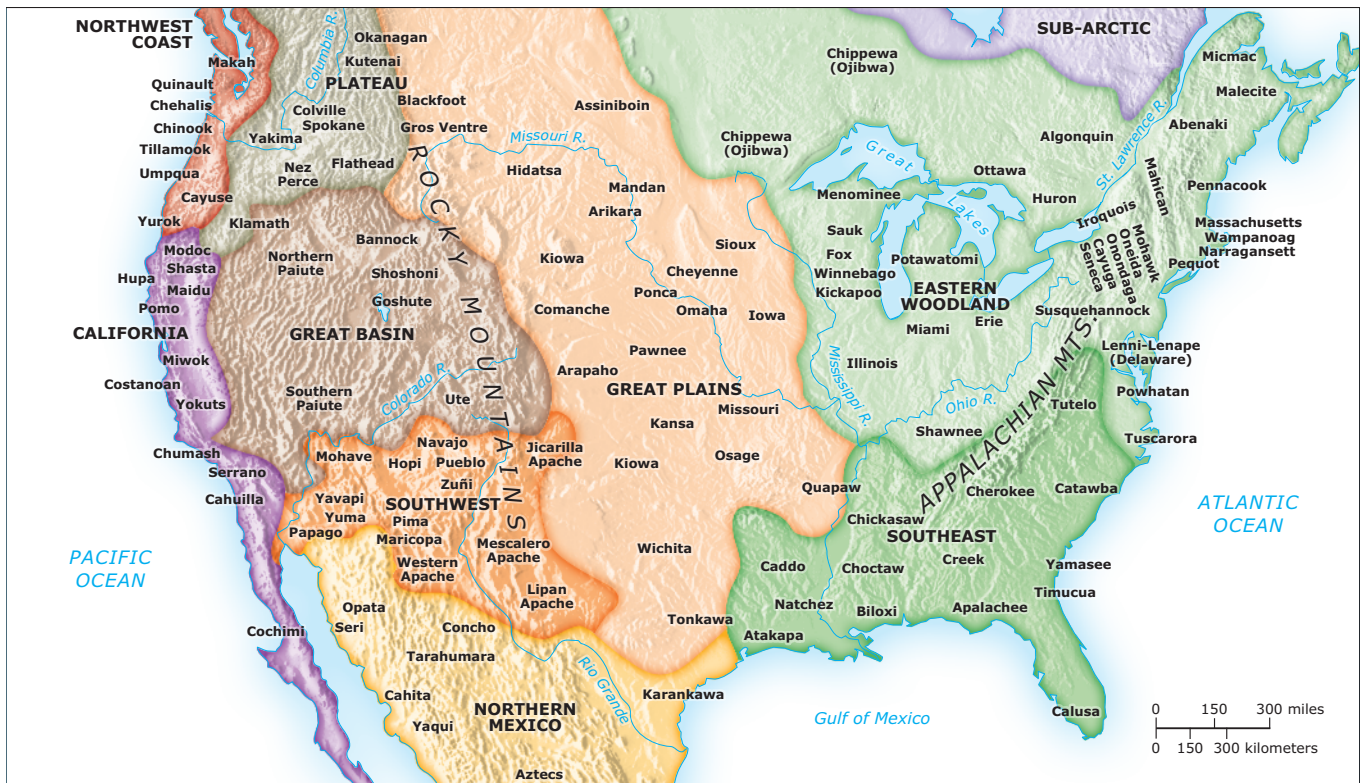 NORTHWEST
COAST
Makah
Quinault
Chehalis
Chinook
Tillamook
Umpqua
Cayuse
Yurok
Columbia R.
Okanagan
Kutenai
PLATEAU
Colville
Spokane
Yakima
Nez
Perce
Flathead
Klamath
Blackfoot
Gros Ventre
Assiniboin
Missouri R.
Hidatsa
Mandan
Arikara
Sioux
Kiowa
Cheyenne
Ponca
Comanche
Omaha
Iowa
Pawnee
Arapaho
GREAT PLAINS
Missouri
Kansa
Osage
Kiowa
Quapaw
Wichita
Tonkawa
ROCKY MOUNTAINS
Bannock
Northern
Paiute
Shoshoni
Goshute
GREAT BASIN
Southern
Paiute
Colorado R.
Ute
Modoc
Shasta
Hupa
Maidu
Pomo
CALIFORNIA
Miwok
Costanoan
Yokuts
Chumash
Serrano
Cahuilla
Cochimi
Mohave
Navajo
Hopi
Pueblo
Zuñi
Jicarilla
Apache
Yavapi
SOUTHWEST
Yuma
Pima
Papago
Maricopa
Mescalero
Apache
Western
Apache
Lipan
Apache
Opata
Seri
Concho
Tarahumara
Cahita
Yaqui
NORTHERN
MEXICO
Aztecs
Rio Grande
Karankawa
PACIFIC
OCEAN
SUB-ARCTIC
Chippewa
(Ojibwa)
Chippewa
(Ojibwa)
Great
Lakes
Micmac
Malecite
Abenaki
Algonquin
St. Lawrence R.
Ottawa
Huron
Mahican
Pennacook
Menominee
Iroquois
Massachusetts
Wampanoag
Narragansett
Pequot
Mohawk
Oneida
Onondaga
Cayuga
Seneca
Sauk
Fox
Winnebago
Kickapoo
Potawatomi
EASTERN
WOODLAND
Susquehannock
Erie
Miami
Illinois
Lenni-Lenape
(Delaware)
Powhatan
Mississippi R.
Ohio R.
Shawnee
Tutelo
Tuscarora
APPALACHIAN MTS.
Cherokee
Catawba
Chickasaw
SOUTHEAST
Creek
Choctaw
Caddo
Natchez
Biloxi
Apalachee
Yamasee
Timucua
Atakapa
Calusa
ATLANTIC
OCEAN
Gulf of Mexico
0 150 300 miles
0 150 300 kilometers